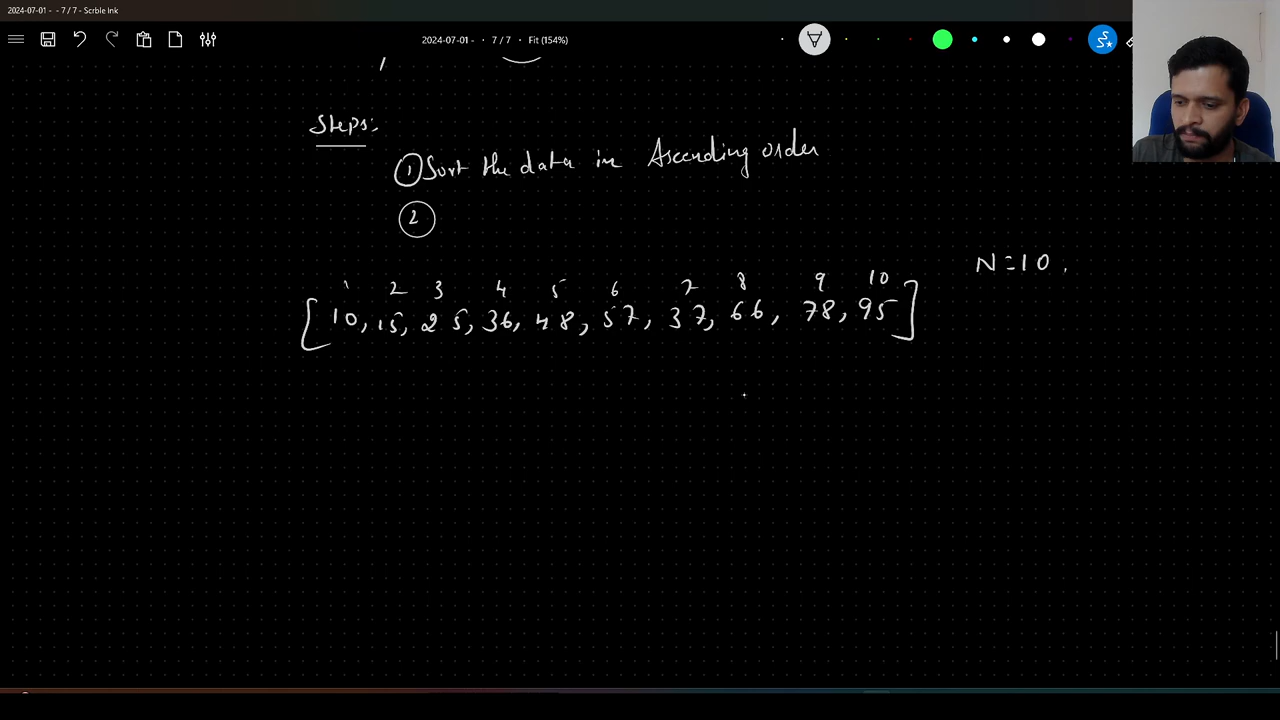 2024-07-01 - - 7 / 7 - Scrble Ink
2024-07-01 - • 7 / 7 • Fit (154%)
Steps:
① Sort the data in Ascending order
②
N = 10.
1 2 3 4 5 6 7 8 9 10
[10, 15, 25, 36, 48, 57, 37, 66, 78, 95]